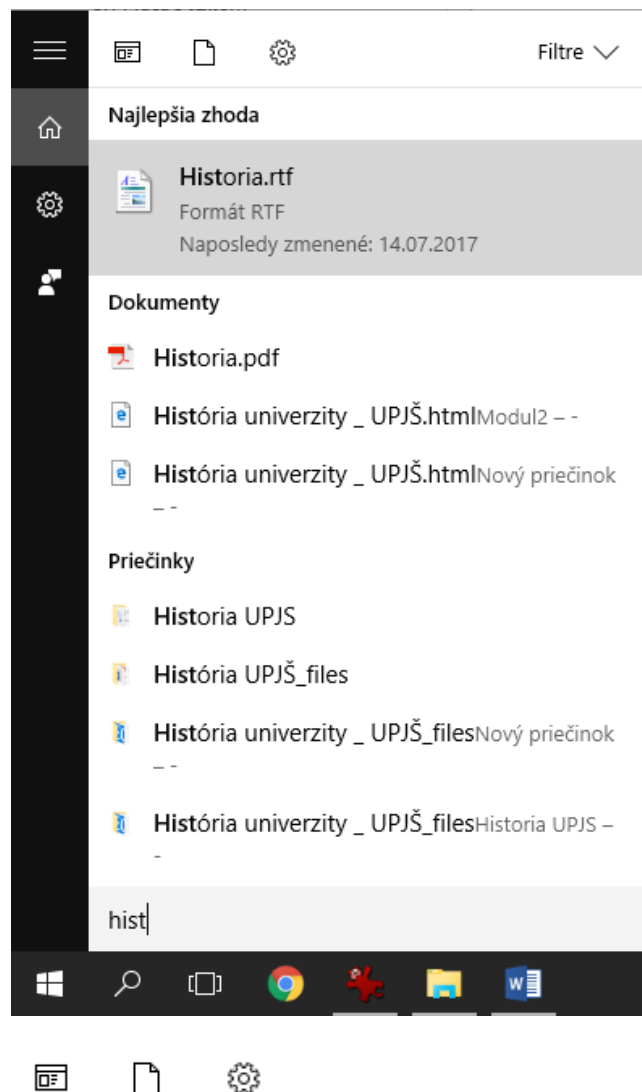 Filtre
Najlepšia zhoda
Historia.rtf
Formát RTF
Naposledy zmenené: 14.07.2017
Dokumenty
Historia.pdf
História univerzity _ UPJŠ.htmlModul2 – -
História univerzity _ UPJŠ.htmlNový priečinok
– -
Priečinky
Historia UPJS
História UPJŠ_files
História univerzity _ UPJŠ_filesNový priečinok
– -
História univerzity _ UPJŠ_filesHistoria UPJS –
-
hist